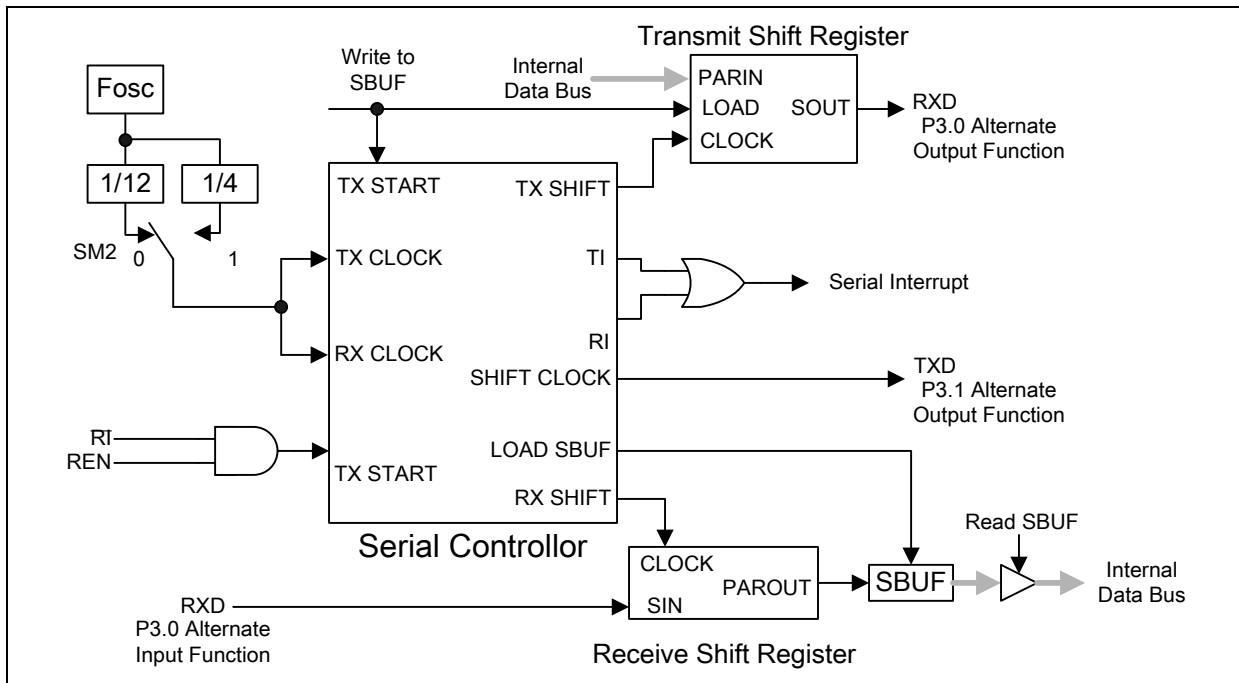 Transmit Shift Register
Write to
SBUF
Internal
Data Bus
PARIN
LOAD
SOUT
CLOCK
RXD
P3.0 Alternate
Output Function
Fosc
1/12
1/4
SM2
0
1
TX START
TX SHIFT
TX CLOCK
TI
Serial Interrupt
RI
RX CLOCK
SHIFT CLOCK
TXD
P3.1 Alternate
Output Function
RI
REN
LOAD SBUF
TX START
RX SHIFT
Serial Controllor
CLOCK
PAROUT
SIN
SBUF
Read SBUF
Internal
Data Bus
RXD
P3.0 Alternate
Input Function
Receive Shift Register